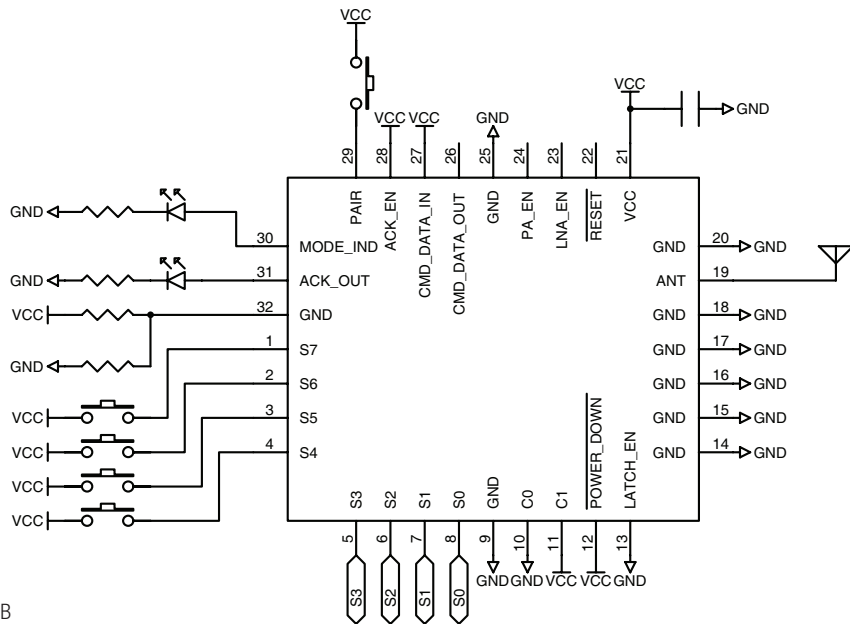 VCC
VCC VCC GND VCC GND
29 28 27 26 25 24 23 22 21
PAIR ACK_EN CMD_DATA_IN CMD_DATA_OUT GND PA_EN LNA_EN RESET VCC
GND 30 MODE_IND GND 20 GND
GND 31 ACK_OUT ANT 19
VCC 32 GND GND 18 GND
GND 1 S7 GND 17 GND
2 S6 GND 16 GND
VCC 3 S5 GND 15 GND
VCC 4 S4 GND 14 GND
VCC
VCC
S3 S2 S1 S0 GND C0 C1 POWER_DOWN LATCH_EN
5 6 7 8 9 10 11 12 13
GND GND VCC VCC GND
S3 S2 S1 S0
B